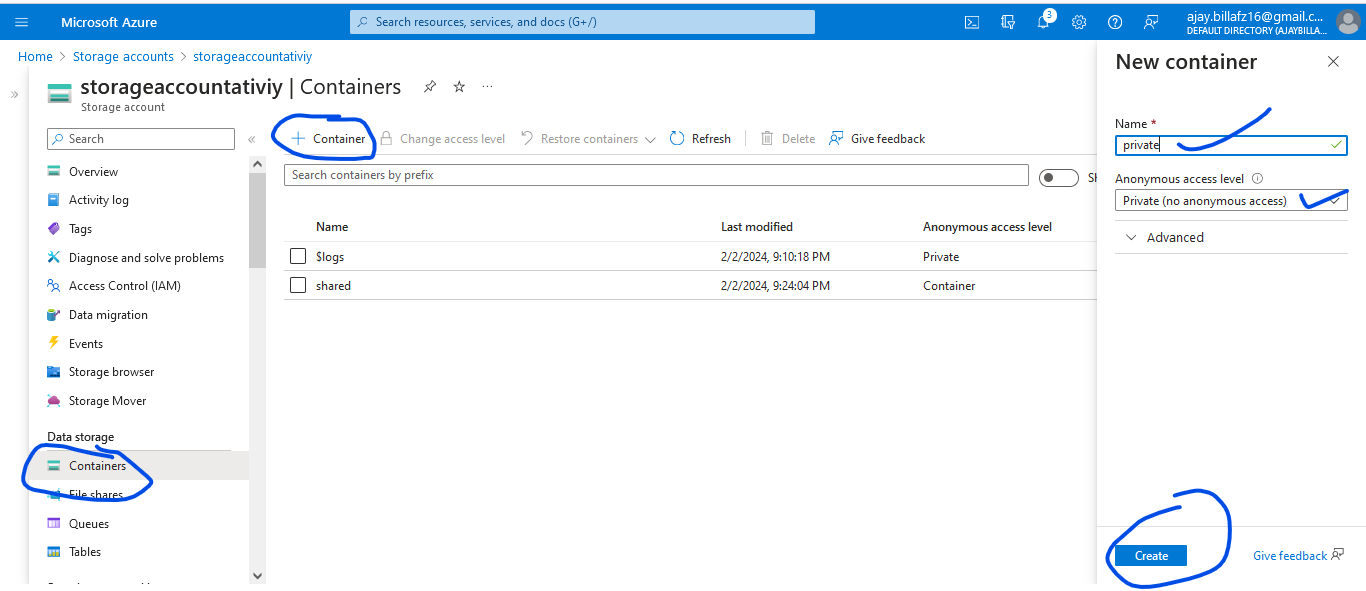 Microsoft Azure
Search resources, services, and docs (G+/)
3
ajay.billafz16@gmail.c...
DEFAULT DIRECTORY (AJAYBILLA...
Home > Storage accounts > storageaccountativiy
storageaccountativiy | Containers
Storage account
Search
Overview
Activity log
Tags
Diagnose and solve problems
Access Control (IAM)
Data migration
Events
Storage browser
Storage Mover
Data storage
Containers
File shares
Queues
Tables
+ Container Change access level Restore containers Refresh Delete Give feedback
Search containers by prefix
Name Last modified Anonymous access level
$logs 2/2/2024, 9:10:18 PM Private
shared 2/2/2024, 9:24:04 PM Container
New container
Name *
private
Anonymous access level
Private (no anonymous access)
Advanced
Create
Give feedback